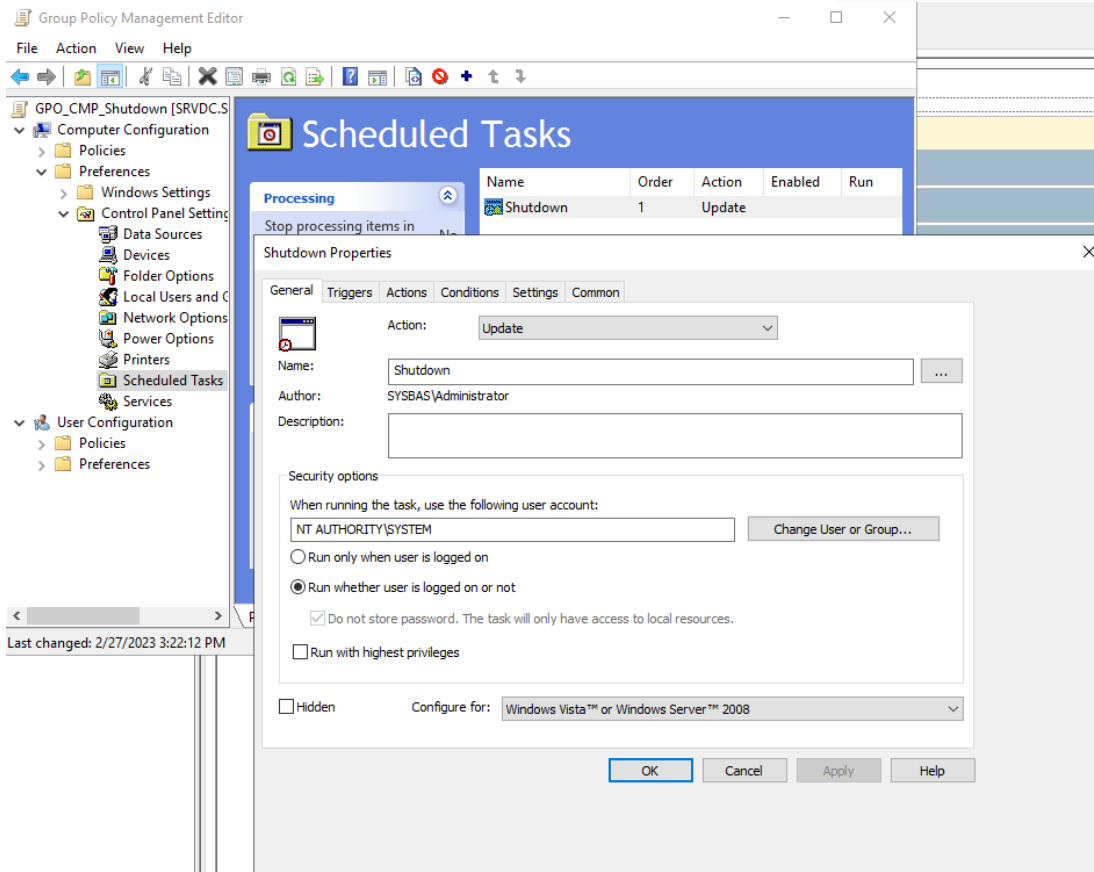 Group Policy Management Editor
File Action View Help
GPO_CMP_Shutdown [SRVDC.S
Computer Configuration
Policies
Preferences
Windows Settings
Control Panel Setting
Data Sources
Devices
Folder Options
Local Users and G
Network Options
Power Options
Printers
Scheduled Tasks
Services
User Configuration
Policies
Preferences
Last changed: 2/27/2023 3:22:12 PM
Scheduled Tasks
Processing
Stop processing items in
No
Name Order Action Enabled Run
Shutdown 1 Update
Shutdown Properties
General Triggers Actions Conditions Settings Common
Action: Update
Name: Shutdown ...
Author: SYSBAS\Administrator
Description:
Security options
When running the task, use the following user account:
NT AUTHORITY\SYSTEM Change User or Group...
Run only when user is logged on
Run whether user is logged on or not
Do not store password. The task will only have access to local resources.
Run with highest privileges
Hidden Configure for: Windows Vista™ or Windows Server™ 2008
OK Cancel Apply Help